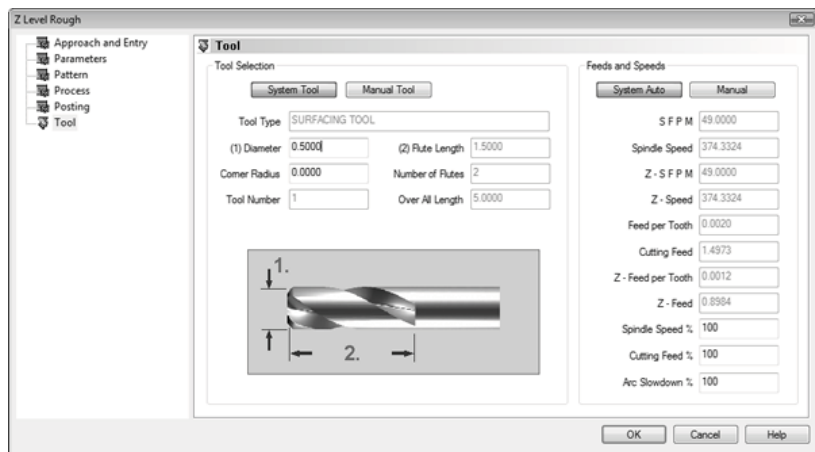 Z Level Rough
Approach and Entry
Parameters
Pattern
Process
Posting
Tool
Tool
Tool Selection
System Tool
Manual Tool
Tool Type
SURFACING TOOL
(1) Diameter
0.5000
(2) Flute Length
1.5000
Corner Radius
0.0000
Number of Flutes
2
Tool Number
1
Over All Length
5.0000
1.
2.
Feeds and Speeds
System Auto
Manual
S F P M
49.0000
Spindle Speed
374.3324
Z - S F P M
49.0000
Z - Speed
374.3324
Feed per Tooth
0.0020
Cutting Feed
1.4973
Z - Feed per Tooth
0.0012
Z - Feed
0.8984
Spindle Speed %
100
Cutting Feed %
100
Arc Slowdown %
100
OK
Cancel
Help